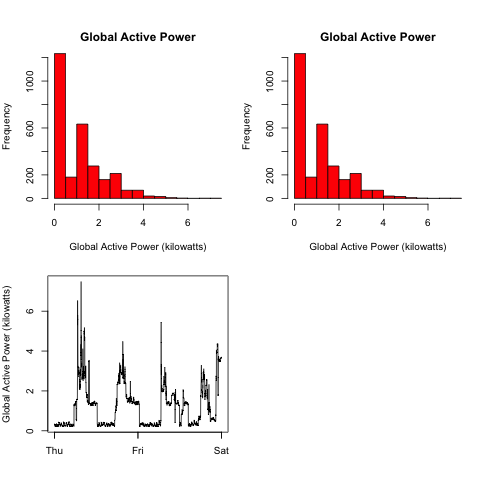 Global Active Power
Frequency
0 200 600 1000
0 2 4 6
Global Active Power (kilowatts)
Global Active Power
Frequency
0 200 600 1000
0 2 4 6
Global Active Power (kilowatts)
Global Active Power (kilowatts)
0 2 4 6
Thu Fri Sat